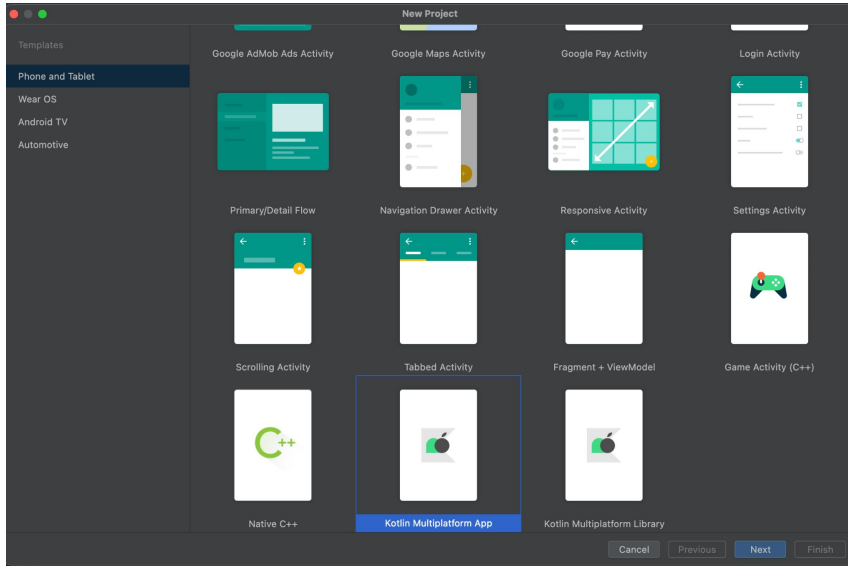 New Project
Templates
Phone and Tablet
Wear OS
Android TV
Automotive
Google AdMob Ads Activity
Google Maps Activity
Google Pay Activity
Login Activity
Primary/Detail Flow
Navigation Drawer Activity
Responsive Activity
Settings Activity
Scrolling Activity
Tabbed Activity
Fragment + ViewModel
Game Activity (C++)
C++
Native C++
Kotlin Multiplatform App
Kotlin Multiplatform Library
Cancel
Previous
Next
Finish